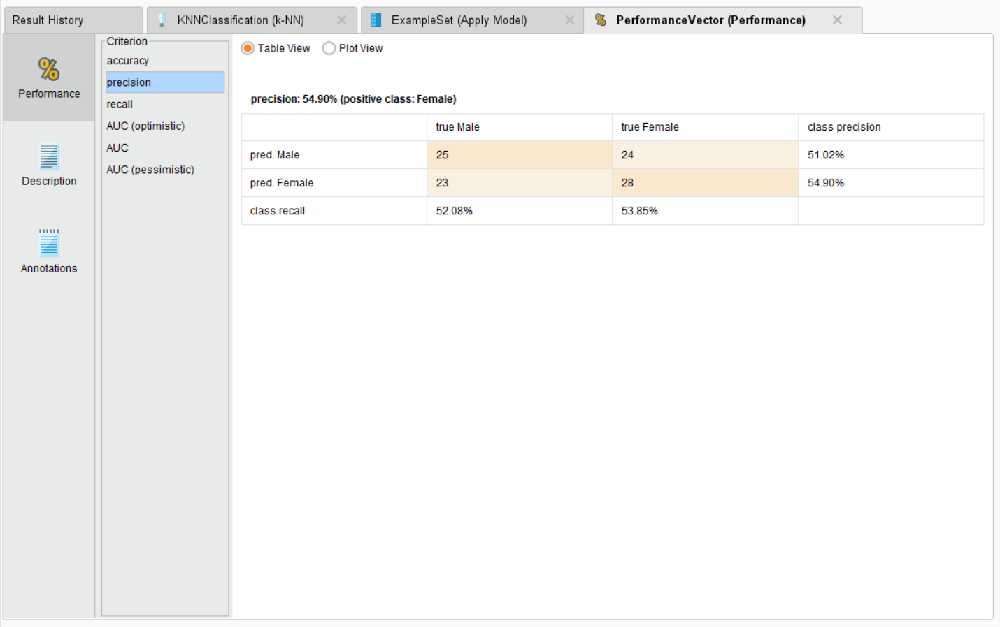 Result History
KNNClassification (k-NN)
ExampleSet (Apply Model)
% PerformanceVector (Performance)
%
Performance
Description
Annotations
Criterion
accuracy
precision
recall
AUC (optimistic)
AUC
AUC (pessimistic)
Table View Plot View
precision: 54.90% (positive class: Female)
true Male true Female class precision
pred. Male 25 24 51.02%
pred. Female 23 28 54.90%
class recall 52.08% 53.85%